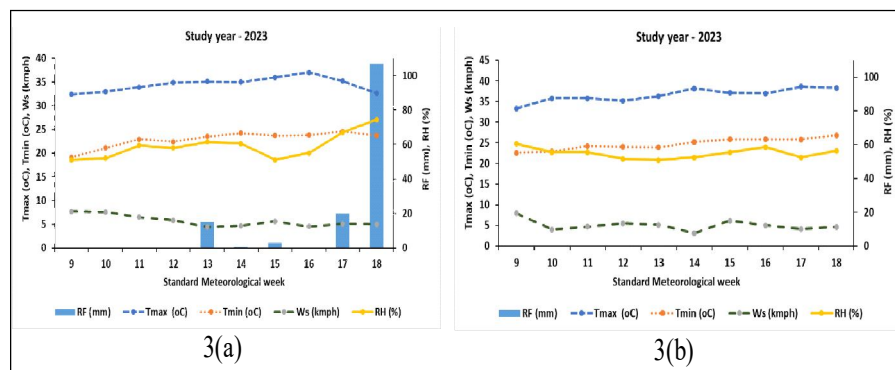 Study year - 2023
Tmax (oC), Tmin (oC), Ws (kmph)
40
35
30
25
20
15
10
5
0
100
80
60
40
20
0
RF (mm), RH (%)
9 10 11 12 13 14 15 16 17 18
Standard Meteorological week
RF (mm) Tmax (oC) Tmin (oC) Ws (kmph) RH (%)
3(a)
Study year - 2023
Tmax (oC), Tmin (oC), Ws (kmph)
45
40
35
30
25
20
15
10
5
0
100
80
60
40
20
0
RF (mm), RH (%)
9 10 11 12 13 14 15 16 17 18
Standard Meteorological week
RF (mm) Tmax (oC) Tmin (oC) Ws (kmph) RH (%)
3(b)